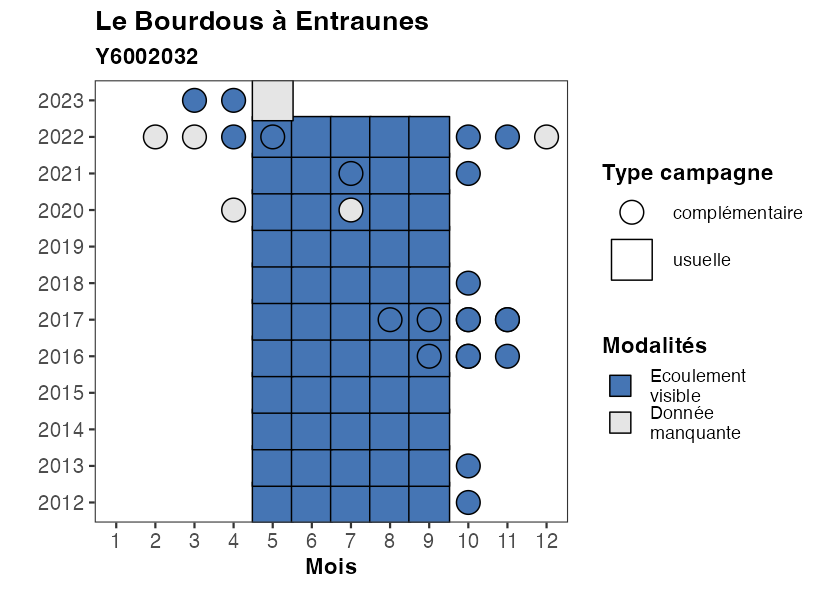 Le Bourdous à Entraunes
Y6002032
2023
2022
2021
2020
2019
2018
2017
2016
2015
2014
2013
2012
1 2 3 4 5 6 7 8 9 10 11 12
Mois
Type campagne
complémentaire
usuelle
Modalités
Ecoulement
visible
Donnée
manquante